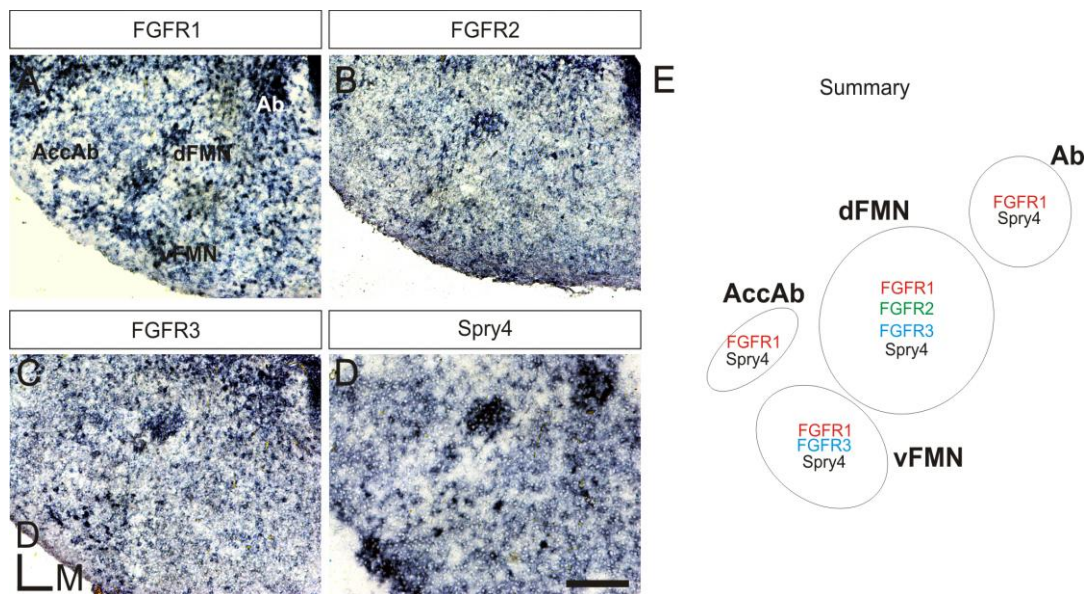 FGFR1
FGFR2
A
Ab
AccAb
dFMN
vFMN
B
FGFR3
Spry4
C
D
M
D
E
Summary
Ab
FGFR1
Spry4
dFMN
FGFR1
FGFR2
FGFR3
Spry4
AccAb
FGFR1
Spry4
FGFR1
FGFR3
Spry4
vFMN